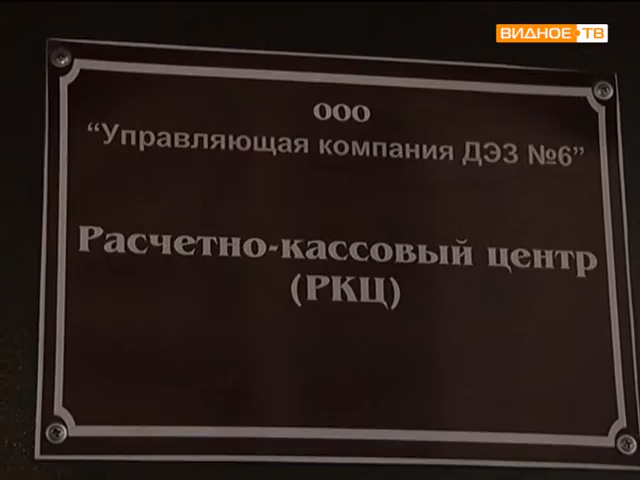 ВИДНОЕ ТВ
ООО
“Управляющая компания ДЭЗ №6”
Расчетно-кассовый центр
(РКЦ)